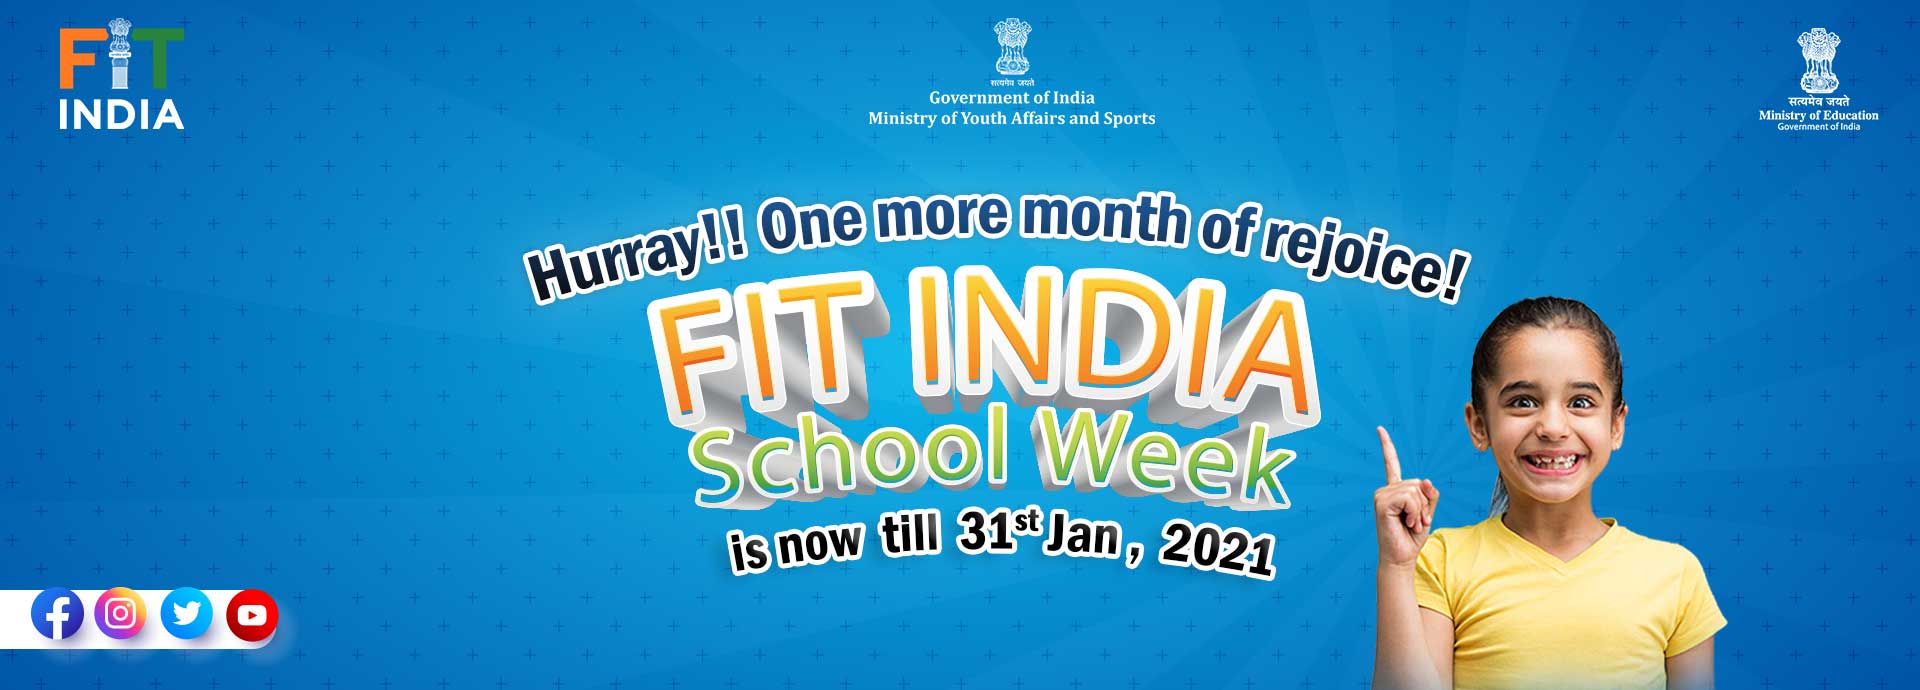 FIT
INDIA
सत्यमेव जयते
Government of India
Ministry of Youth Affairs and Sports
सत्यमेव जयते
Ministry of Education
Government of India
Hurray!! One more month of rejoice!
FIT INDIA
School Week
is now till 31st Jan, 2021